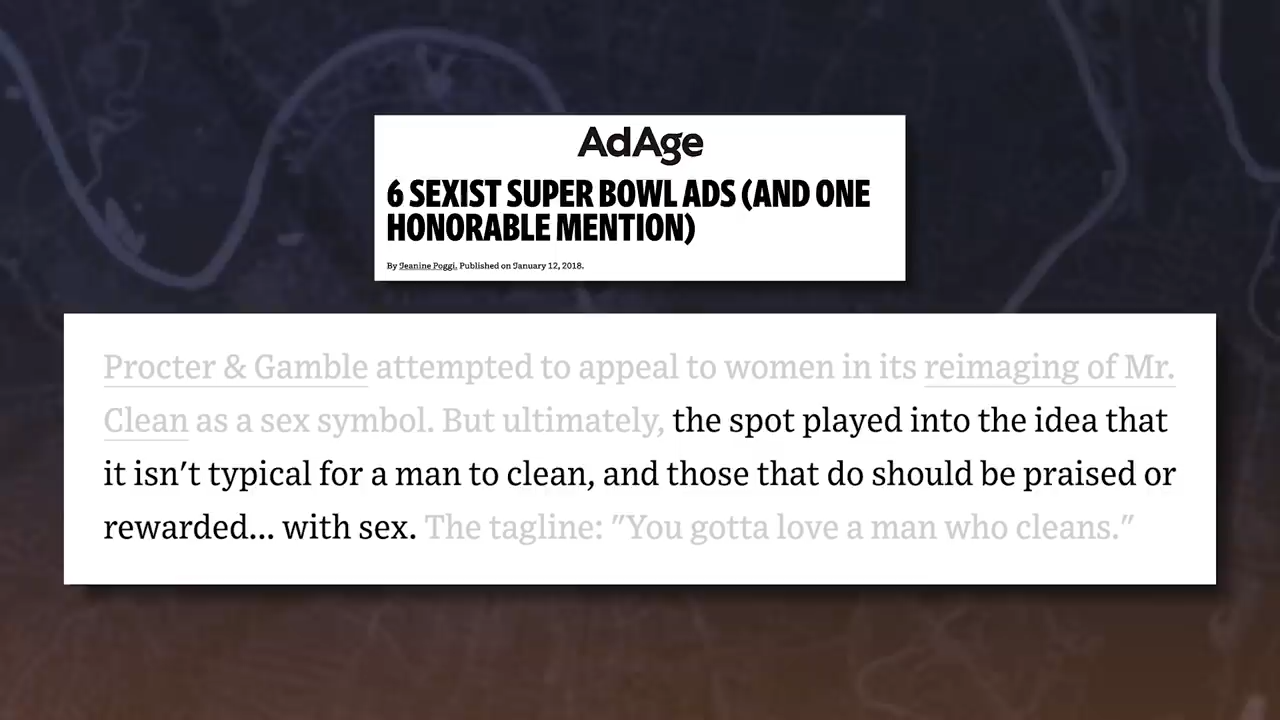 AdAge
6 SEXIST SUPER BOWL ADS (AND ONE
HONORABLE MENTION)
By Jeanine Poggi. Published on January 12, 2018.
Procter & Gamble attempted to appeal to women in its reimaging of Mr.
Clean as a sex symbol. But ultimately, the spot played into the idea that
it isn't typical for a man to clean, and those that do should be praised or
rewarded... with sex. The tagline: "You gotta love a man who cleans."